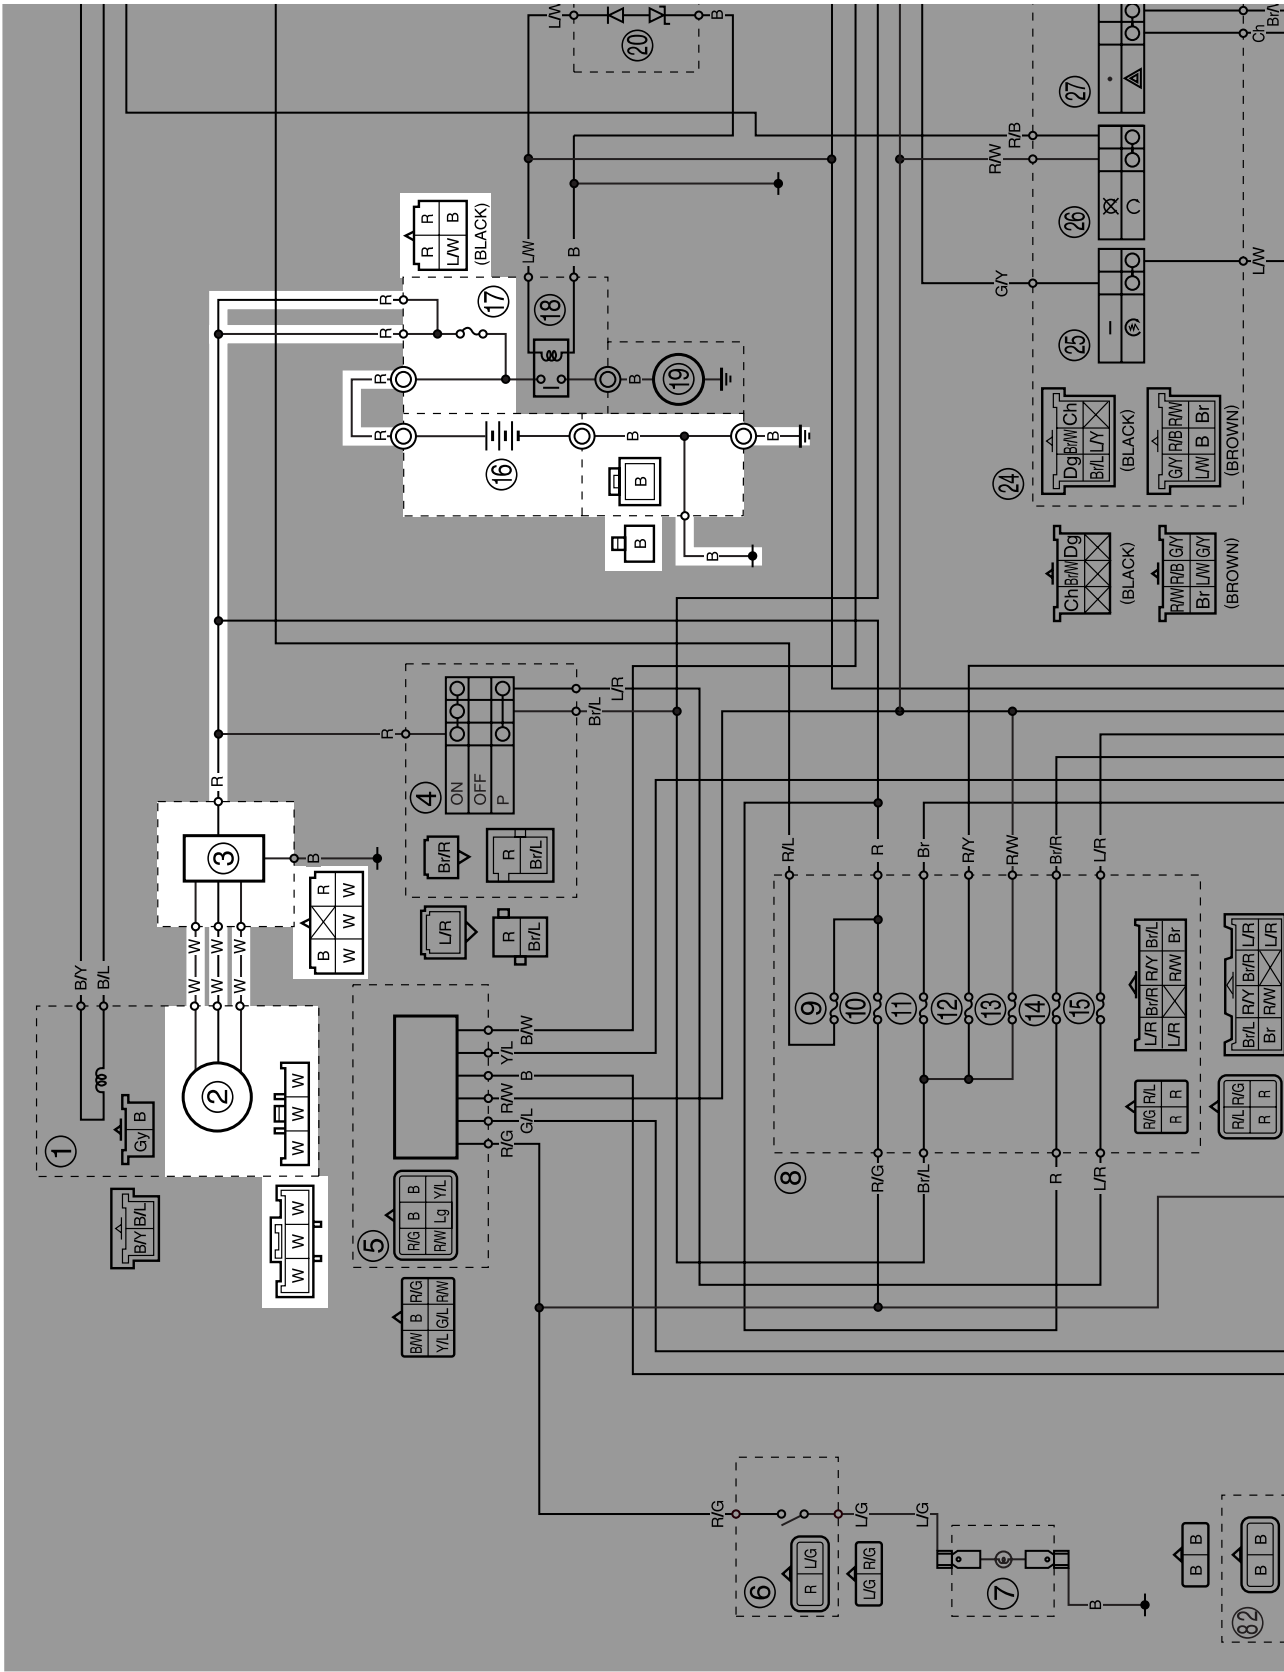 L/W
B
20
27
R/B
R/W
26
Ch
Br/
R R
L/W B
(BLACK)
L/W
B
R
R
17
18
R
19
B
R
16
B
B
B
B
B
G/Y
L/W
25
24
Dg Br/W Ch
Br/L L/Y
(BLACK)
G/Y R/B R/W
L/W B Br
(BROWN)
Ch Br/W Dg
(BLACK)
R/W R/B G/Y
Br L/W G/Y
(BROWN)
R
R
4
ON
OFF
P
L/R
Br/L
Br/R
R
Br/L
L/R
R
Br/L
3
B
W W W
W W W
B R
W W W
B/Y
B/L
1
2
Gy B
W W W
B/Y B/L
W W W
5
B/W
Y/L
B
R/W
G/L
R/G
R/G B B
R/W Lg Y/L
B/W B R/G
Y/L G/L R/W
R/L
R
Br
R/Y
R/W
Br/R
L/R
9
10
11
12
13
14
15
8
R/G
Br/L
R
L/R
L/R Br/R R/Y Br/L
L/R R/W Br
Br/L R/Y Br/R L/R
Br R/W L/R
R/G R/L
R R
R/L R/G
R R
R/G
6
L/G
R L/G
L/G R/G
L/G
7
B
B B
B B
82